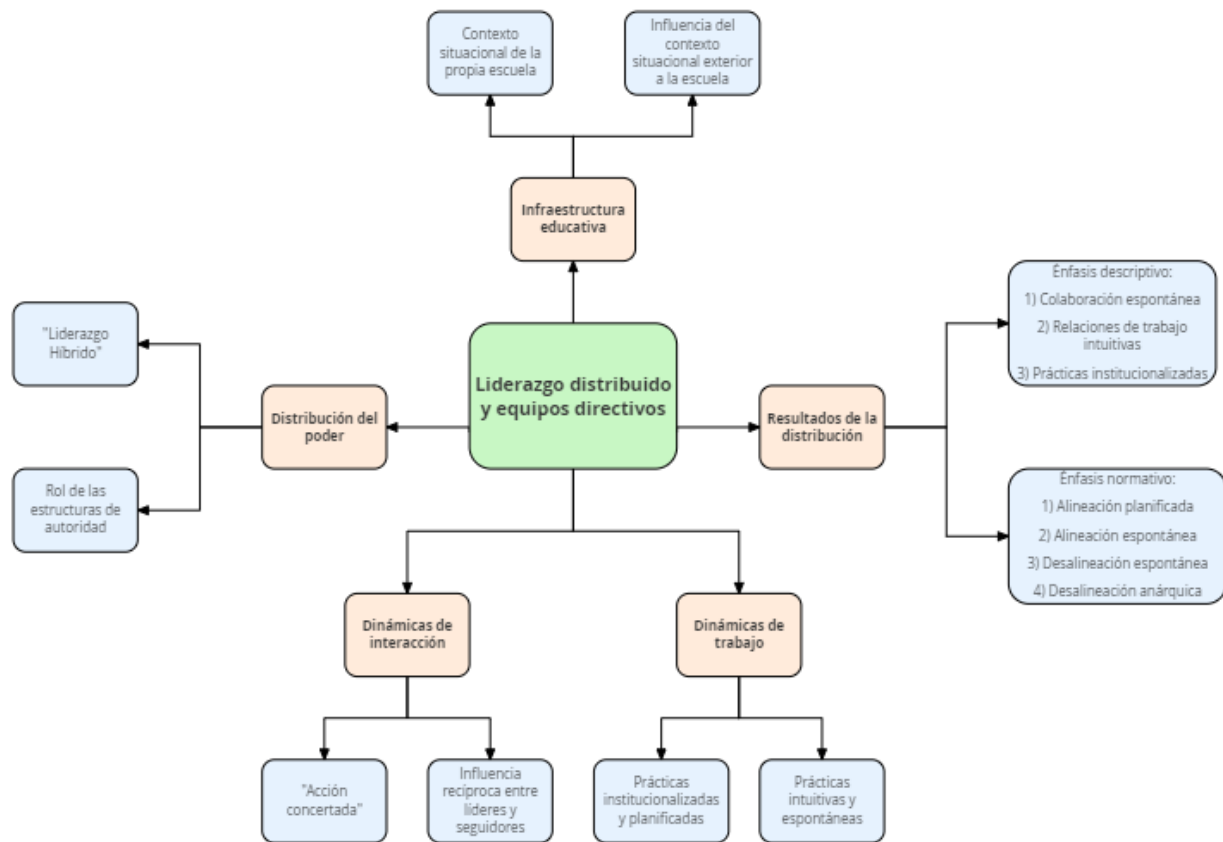 Contexto
situacional de la
propia escuela
Influencia del
contexto
situacional exterior
a la escuela
Infraestructura
educativa
Énfasis descriptivo:
1) Colaboración espontánea
2) Relaciones de trabajo
intuitivas
3) Prácticas institucionalizadas
"Liderazgo
Híbrido"
Liderazgo distribuido
y equipos directivos
Distribución del
poder
Resultados de la
distribución
Rol de las
estructuras de
autoridad
Énfasis normativo:
1) Alineación planificada
2) Alineación espontánea
3) Desalineación espontánea
4) Desalineación anárquica
Dinámicas de
interacción
Dinámicas de
trabajo
"Acción
concertada"
Influencia
recíproca entre
líderes y
seguidores
Prácticas
institucionalizadas
y planificadas
Prácticas
intuitivas y
espontáneas